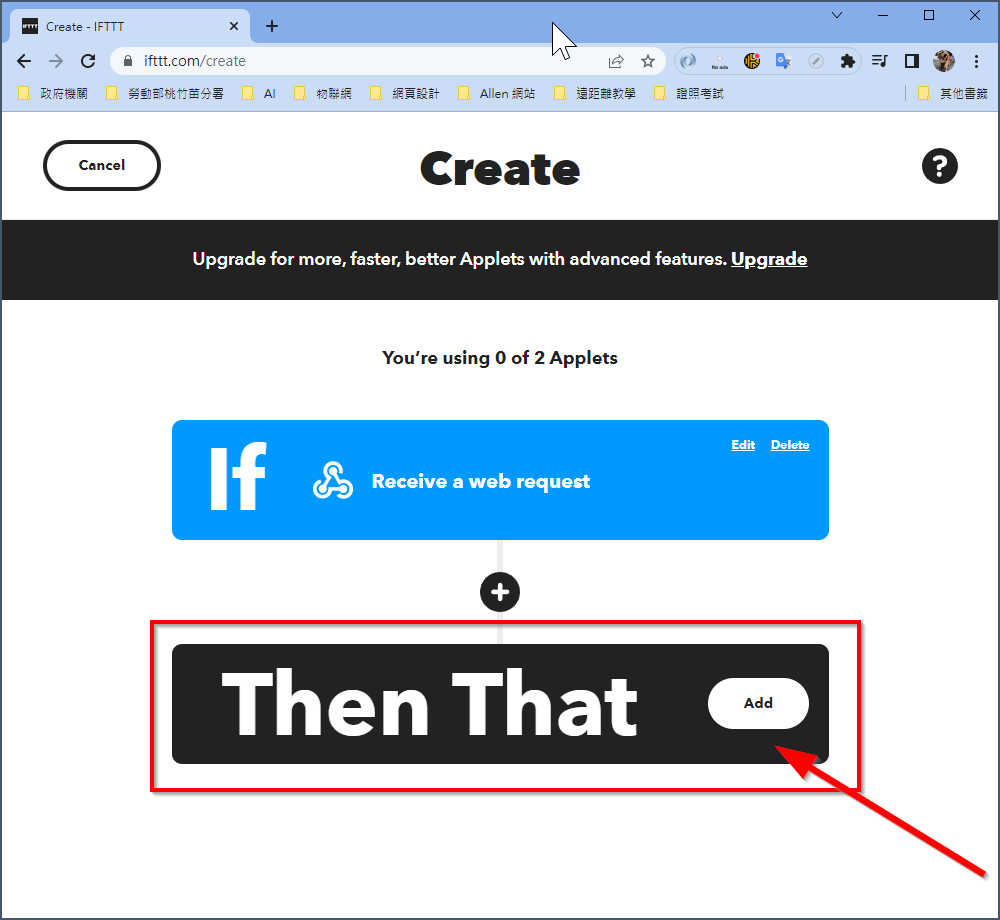 IFTTT Create - IFTTT
ifttt.com/create
No ads
政府機關 勞動部桃竹苗分署 AI 物聯網 網頁設計 Allen 網站 遠距離教學 證照考試 其他書籤
Cancel Create ?
Upgrade for more, faster, better Applets with advanced features. Upgrade
You're using 0 of 2 Applets
Edit Delete
If Receive a web request
Then That Add